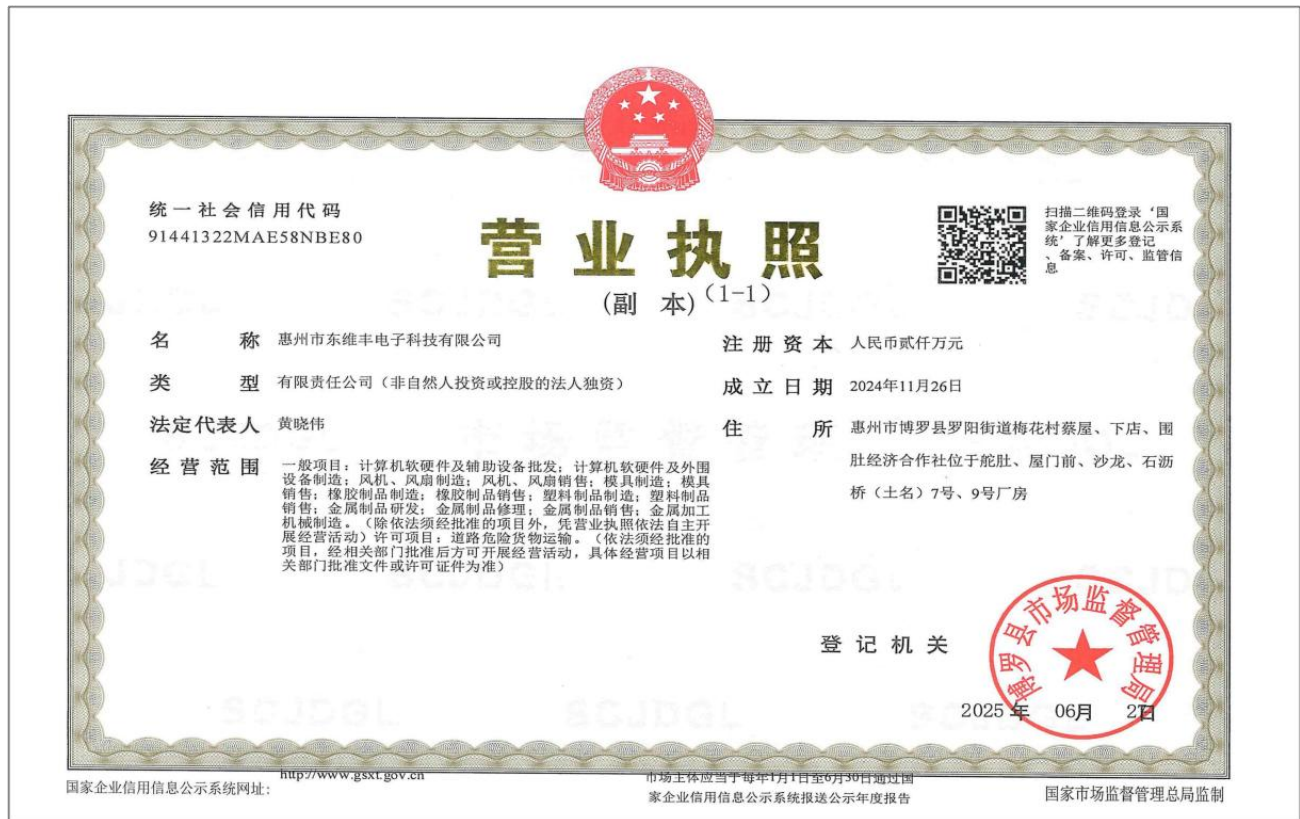 统一社会信用代码
91441322MAE58NBE80
营业执照
(副 本)(1-1)
扫描二维码登录‘国
家企业信用信息公示系
统’了解更多登记
、备案、许可、监管信
息
名 称 惠州市东维丰电子科技有限公司
类 型 有限责任公司（非自然人投资或控股的法人独资）
法定代表人 黄晓伟
经营范围 一般项目：计算机软硬件及辅助设备批发；计算机软硬件及外围
设备制造；风机、风扇制造；风机、风扇销售；模具制造；模具
销售；橡胶制品制造；橡胶制品销售；塑料制品制造；塑料制品
销售；金属制品研发；金属制品修理；金属制品销售；金属加工
机械制造。（除依法须经批准的项目外，凭营业执照依法自主开
展经营活动）许可项目：道路危险货物运输。（依法须经批准的
项目，经相关部门批准后方可开展经营活动，具体经营项目以相
关部门批准文件或许可证件为准）
注册资本 人民币贰仟万元
成立日期 2024年11月26日
住 所 惠州市博罗县罗阳街道梅花村蔡屋、下店、围
肚经济合作社位于舵肚、屋门前、沙龙、石沥
桥（土名）7号、9号厂房
登记机关
博罗县市场监督管理局
2025 年 06月 2日
国家企业信用信息公示系统网址：
http://www.gsxt.gov.cn
市场主体应当于每年1月1日至6月30日通过国
家企业信用信息公示系统报送公示年度报告
国家市场监督管理总局监制